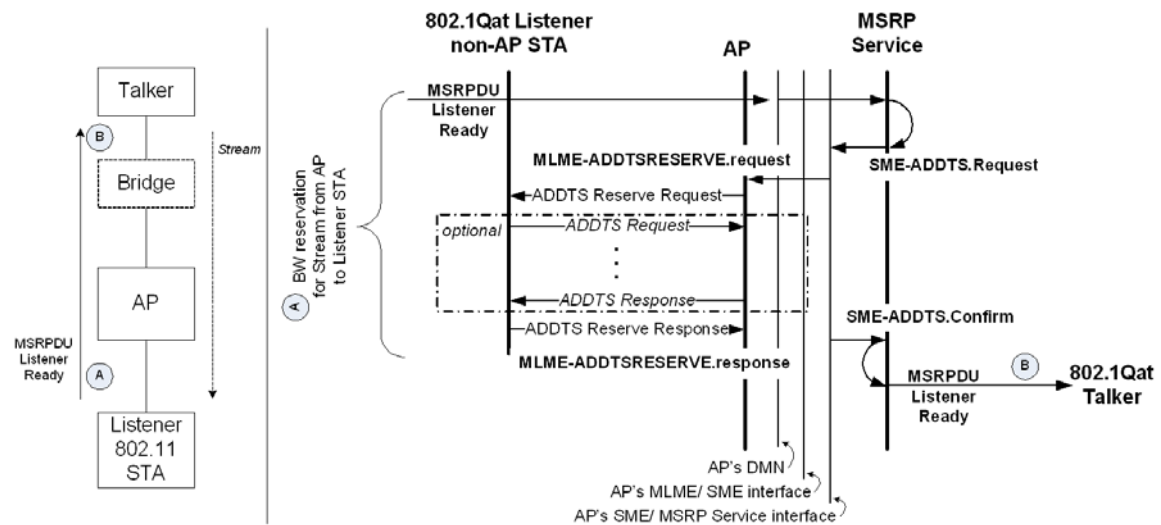 Talker
B
Stream
Bridge
AP
MSRPDU
Listener
Ready
A
Listener
802.11
STA
802.1Qat Listener
non-AP STA
AP
MSRP
Service
MSRPDU
Listener
Ready
MLME-ADDTSRESERVE.request
SME-ADDTS.Request
ADDTS Reserve Request
optional
ADDTS Request
ADDTS Response
ADDTS Reserve Response
MLME-ADDTSRESERVE.response
A
BW reservation
for Stream from AP
to Listener STA
SME-ADDTS.Confirm
MSRPDU
Listener
Ready
B
802.1Qat
Talker
AP's DMN
AP's MLME/ SME interface
AP's SME/ MSRP Service interface